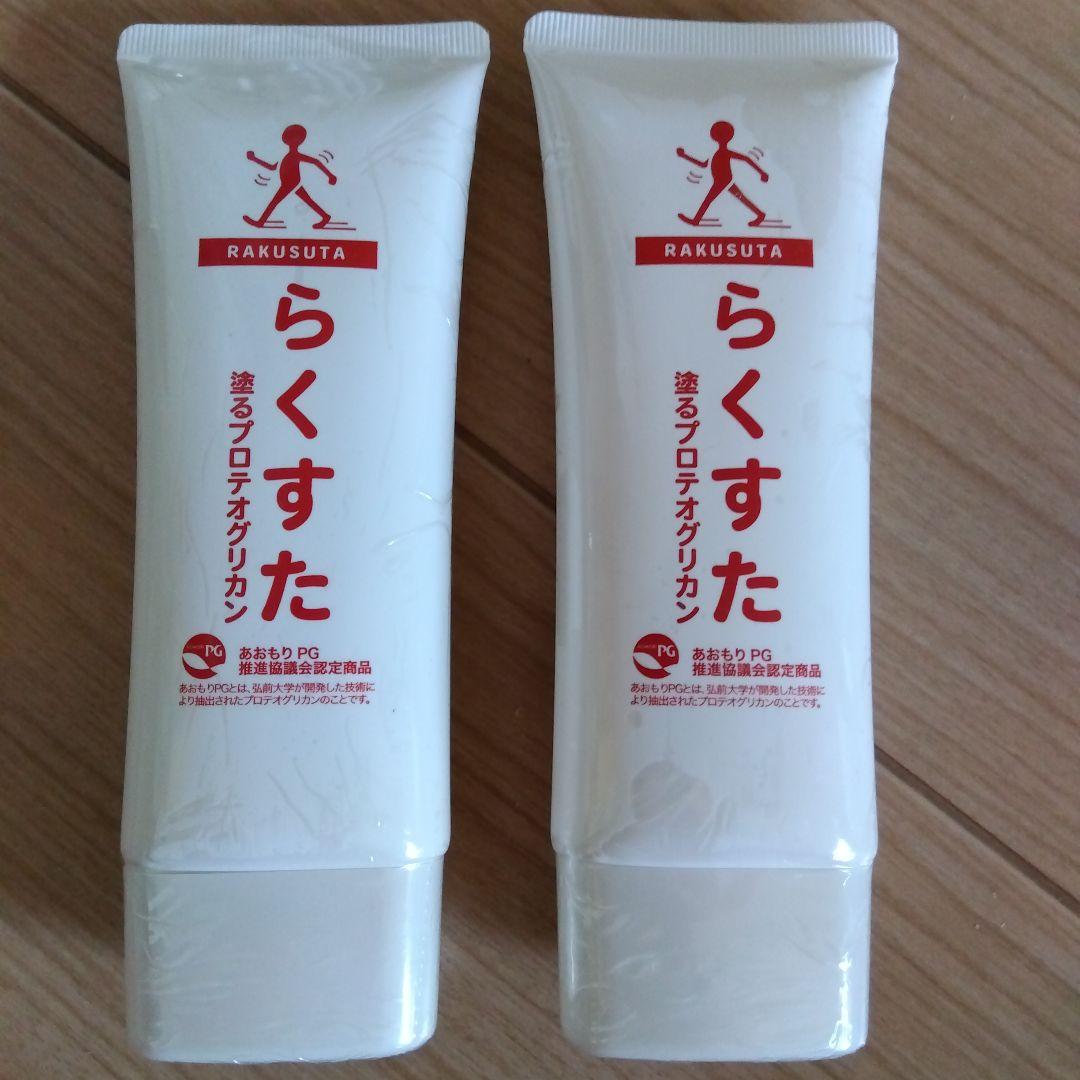 RAKUSUTA
らくすた
塗るプロテオグリカン
PG
あおもりPG
推進協議会認定商品
あおもりPGとは、弘前大学が開発した技術に
より抽出されたプロテオグリカンのことです。
RAKUSUTA
らくすた
塗るプロテオグリカン
PG
あおもりPG
推進協議会認定商品
あおもりPGとは、弘前大学が開発した技術に
より抽出されたプロテオグリカンのことです。